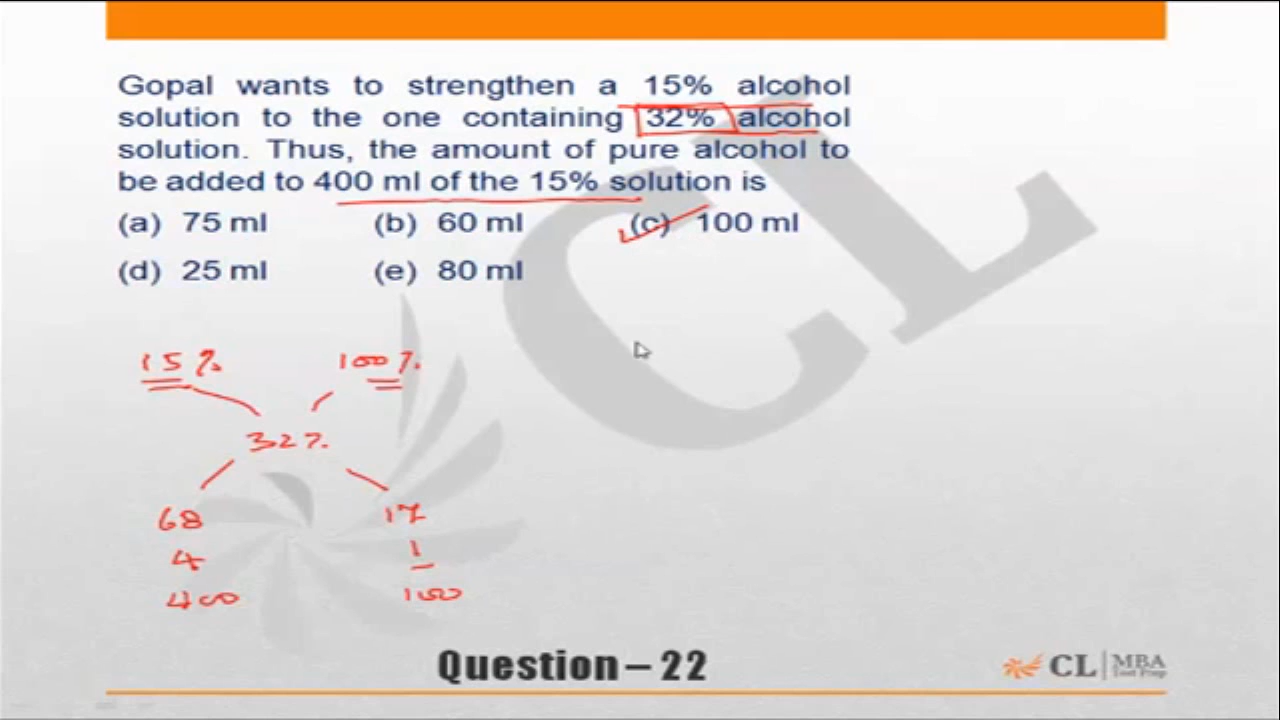 Gopal wants to strengthen a 15% alcohol
solution to the one containing 32% alcohol
solution. Thus, the amount of pure alcohol to
be added to 400 ml of the 15% solution is
(a) 75 ml (b) 60 ml (c) 100 ml
(d) 25 ml (e) 80 ml
15% 100%
32%
68 17
4 1
400 100
CL
Question – 22
CL MBA
Test Prep